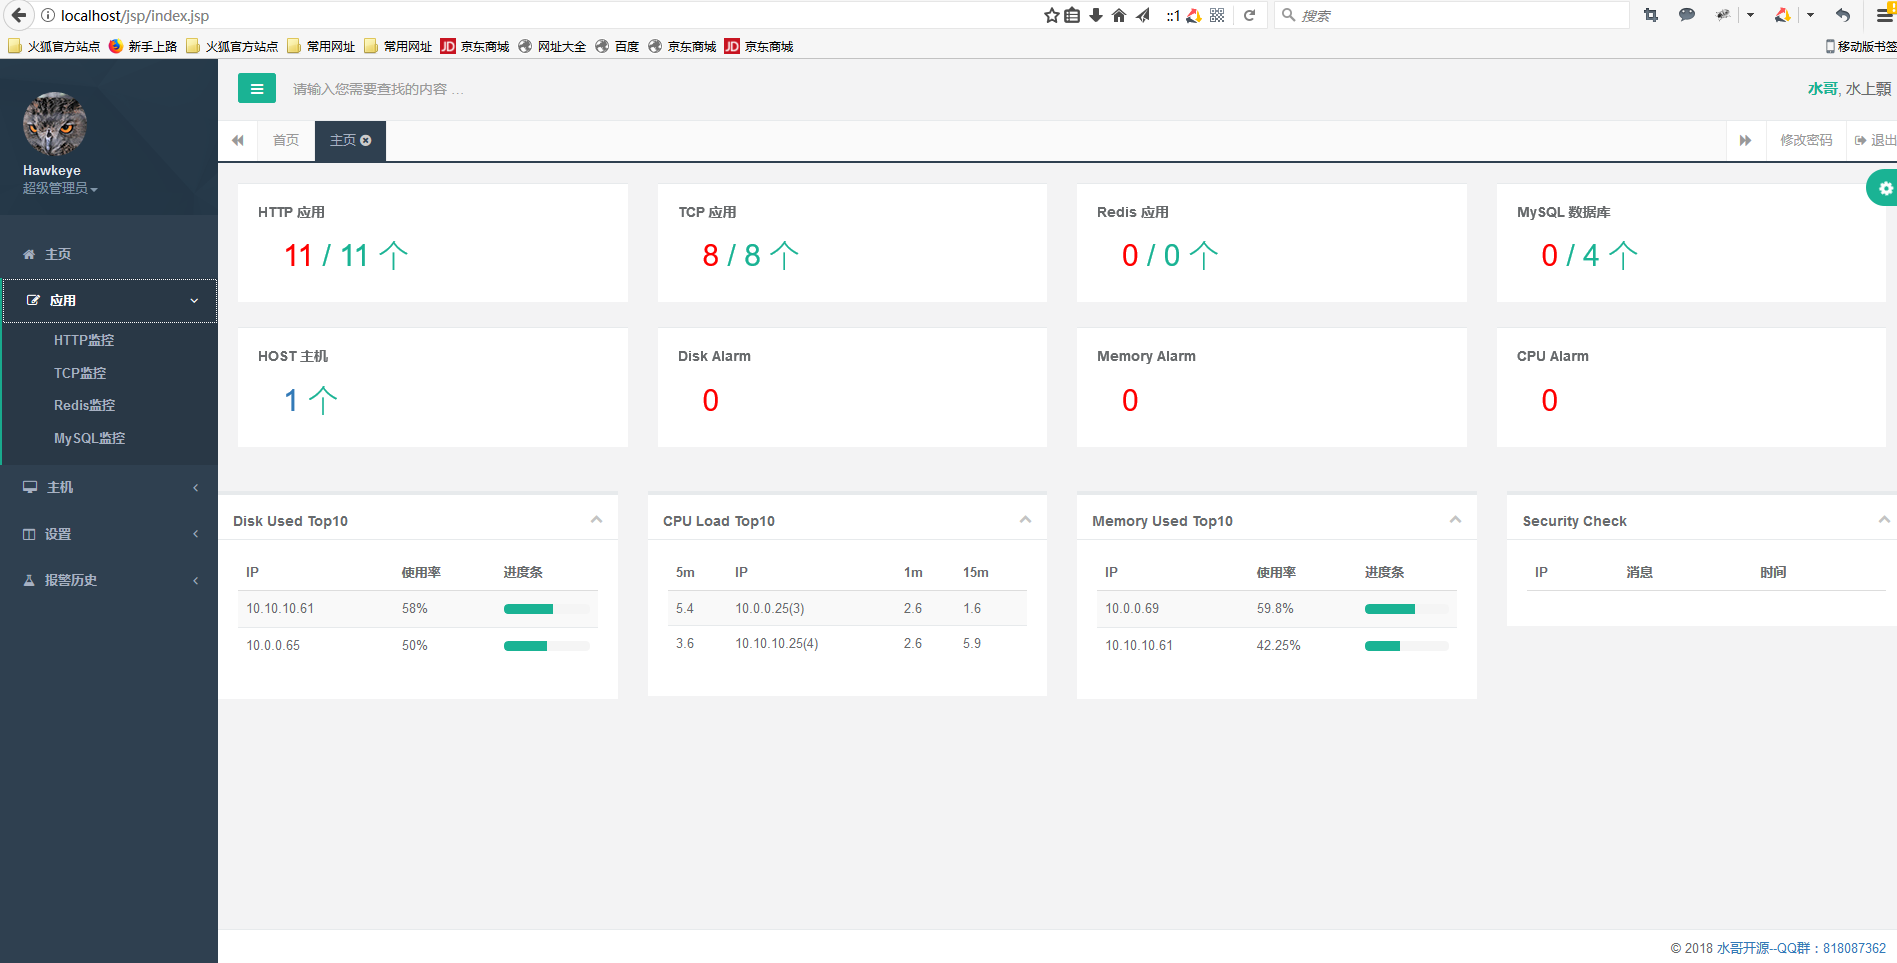 localhost/jsp/index.jsp
::1
搜索
火狐官方站点 新手上路 火狐官方站点 常用网址 常用网址 JD 京东商城 网址大全 百度 京东商城 JD 京东商城
移动版书签
Hawkeye
超级管理员
主页
应用
HTTP监控
TCP监控
Redis监控
MySQL监控
主机
设置
报警历史
请输入您需要查找的内容 …
水哥, 水上顥
首页
主页
修改密码
退出
HTTP 应用
11 / 11 个
TCP 应用
8 / 8 个
Redis 应用
0 / 0 个
MySQL 数据库
0 / 4 个
HOST 主机
1 个
Disk Alarm
0
Memory Alarm
0
CPU Alarm
0
Disk Used Top10
IP 使用率 进度条
10.10.10.61 58%
10.0.0.65 50%
CPU Load Top10
5m IP 1m 15m
5.4 10.0.0.25(3) 2.6 1.6
3.6 10.10.10.25(4) 2.6 5.9
Memory Used Top10
IP 使用率 进度条
10.0.0.69 59.8%
10.10.10.61 42.25%
Security Check
IP 消息 时间
© 2018 水哥开源--QQ群：818087362